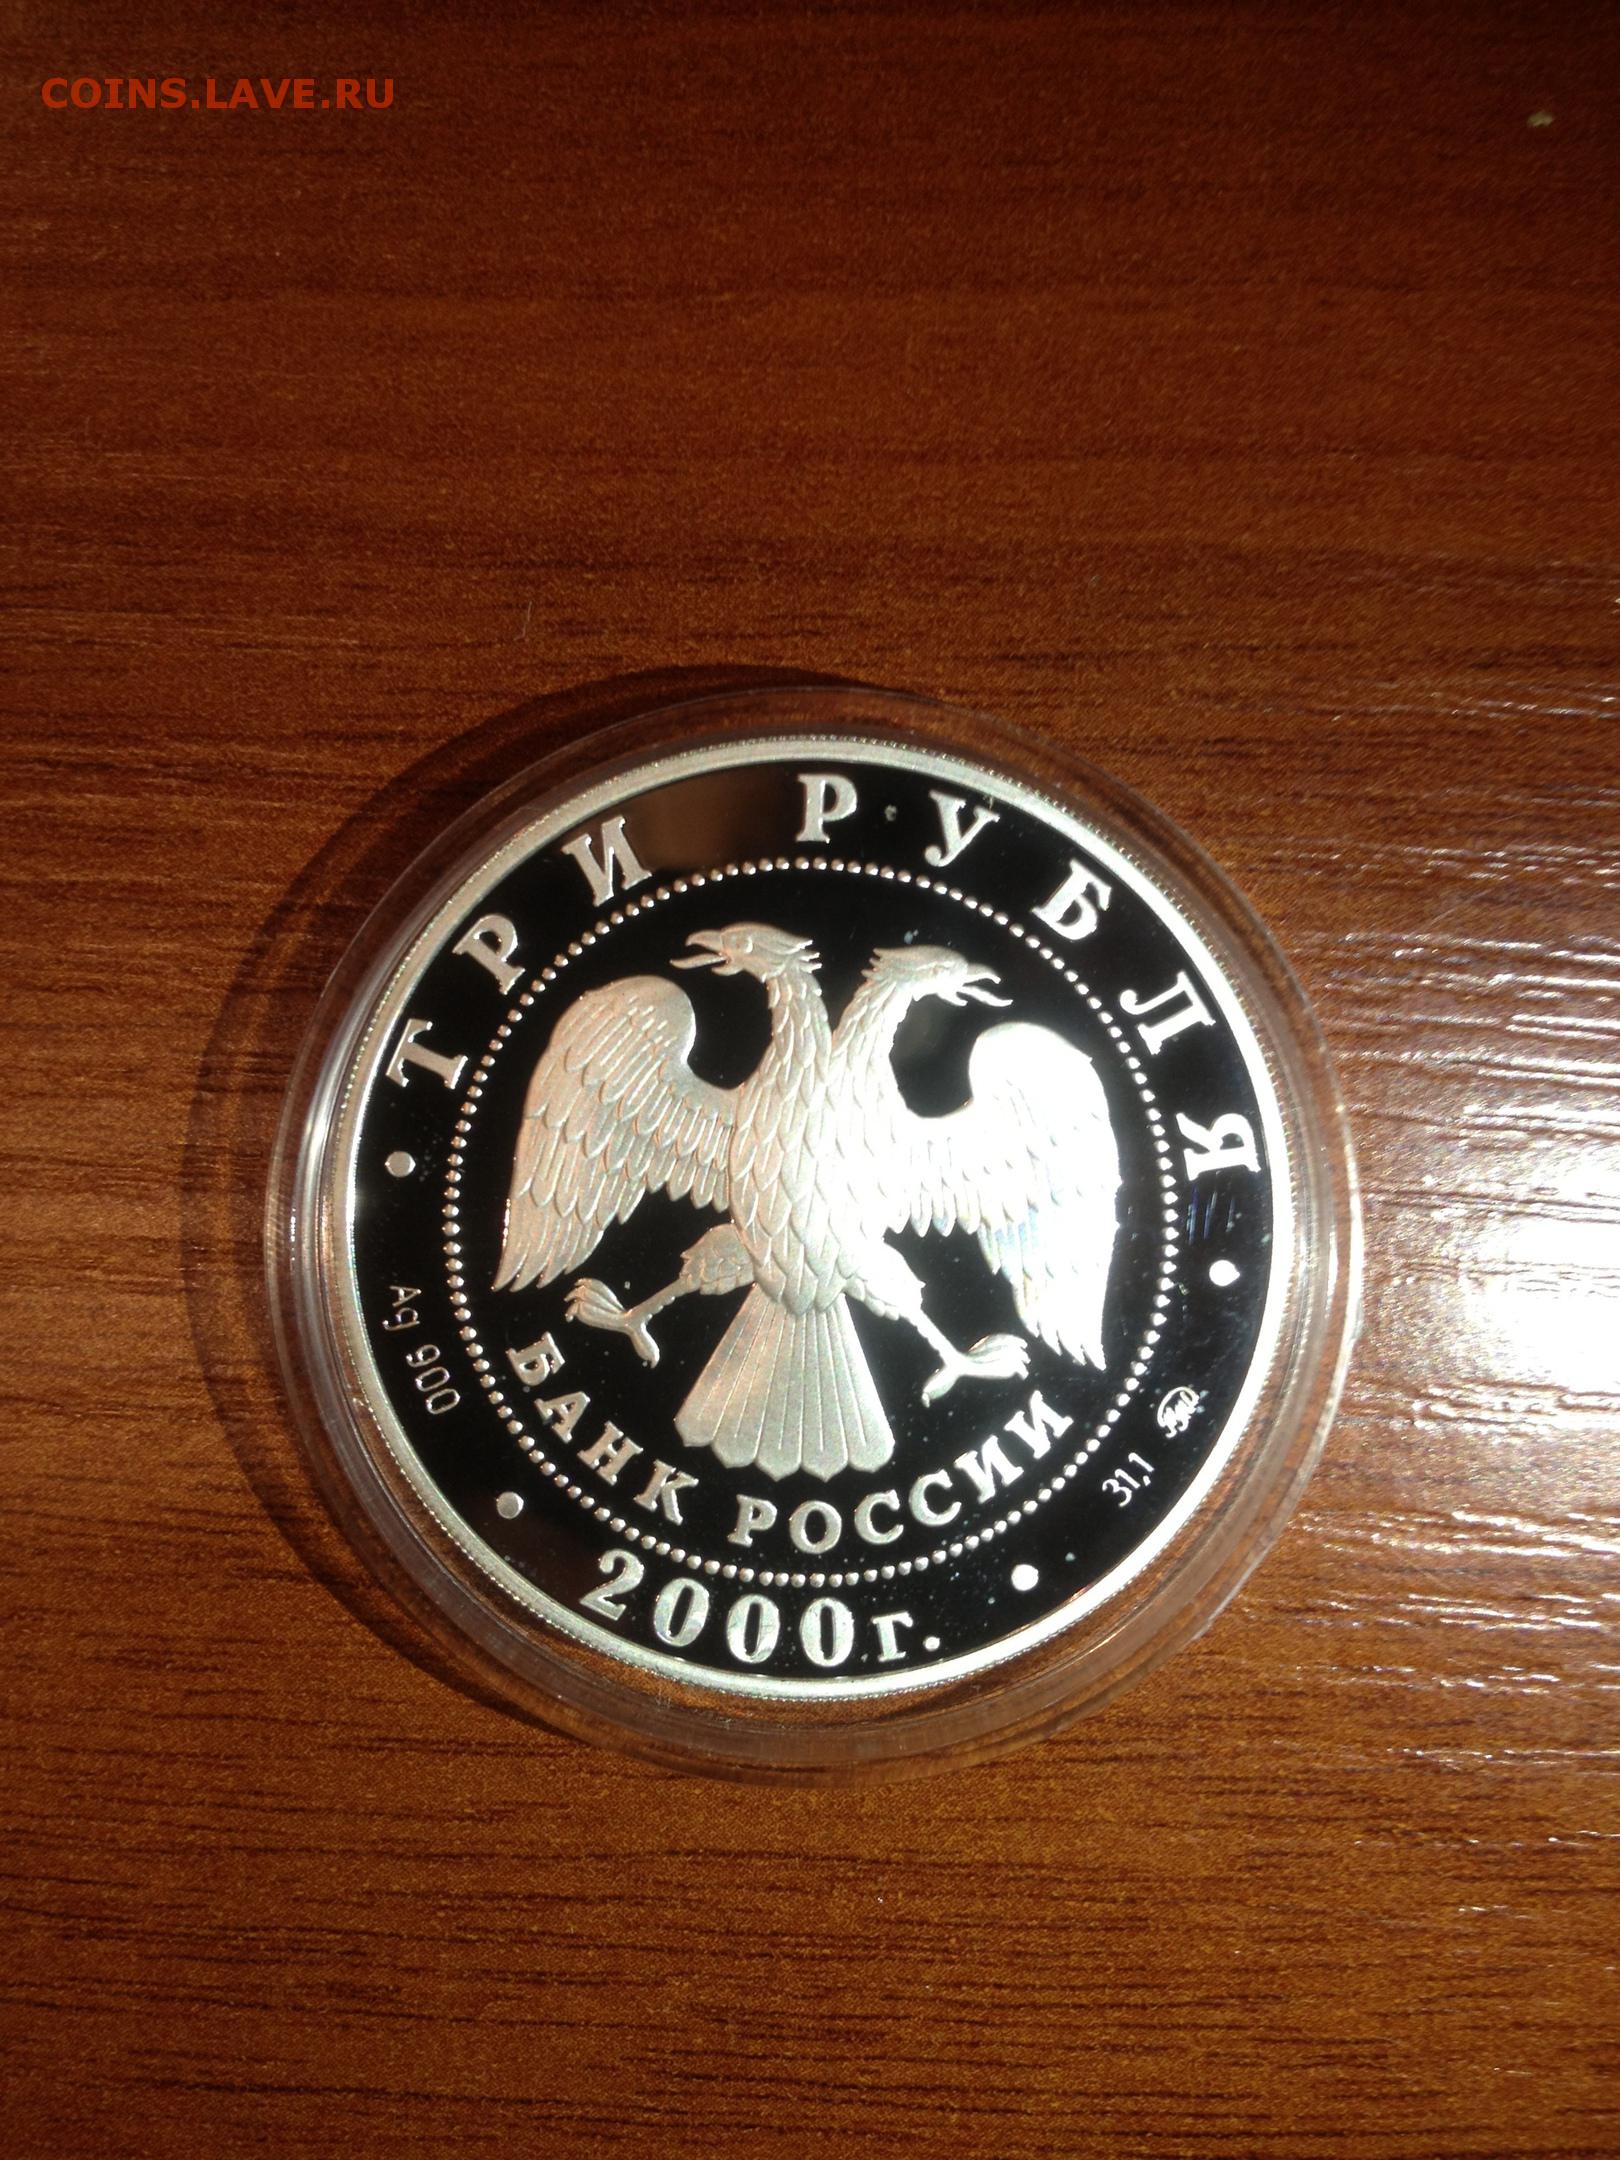 COINS.LAVE.RU
ТРИ РУБЛЯ
Ag 900
БАНК РОССИИ
31,1
2000г.